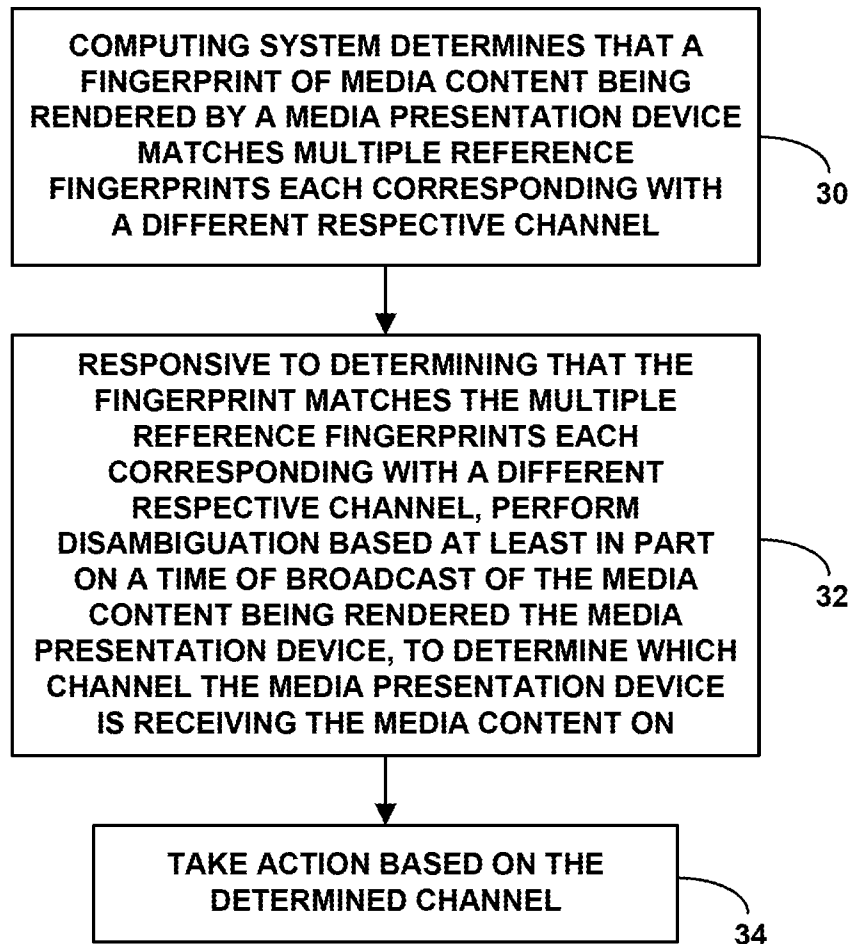 COMPUTING SYSTEM DETERMINES THAT A
FINGERPRINT OF MEDIA CONTENT BEING
RENDERED BY A MEDIA PRESENTATION DEVICE
MATCHES MULTIPLE REFERENCE
FINGERPRINTS EACH CORRESPONDING WITH
A DIFFERENT RESPECTIVE CHANNEL
30
RESPONSIVE TO DETERMINING THAT THE
FINGERPRINT MATCHES THE MULTIPLE
REFERENCE FINGERPRINTS EACH
CORRESPONDING WITH A DIFFERENT
RESPECTIVE CHANNEL, PERFORM
DISAMBIGUATION BASED AT LEAST IN PART
ON A TIME OF BROADCAST OF THE MEDIA
CONTENT BEING RENDERED THE MEDIA
PRESENTATION DEVICE, TO DETERMINE WHICH
CHANNEL THE MEDIA PRESENTATION DEVICE
IS RECEIVING THE MEDIA CONTENT ON
32
TAKE ACTION BASED ON THE
DETERMINED CHANNEL
34